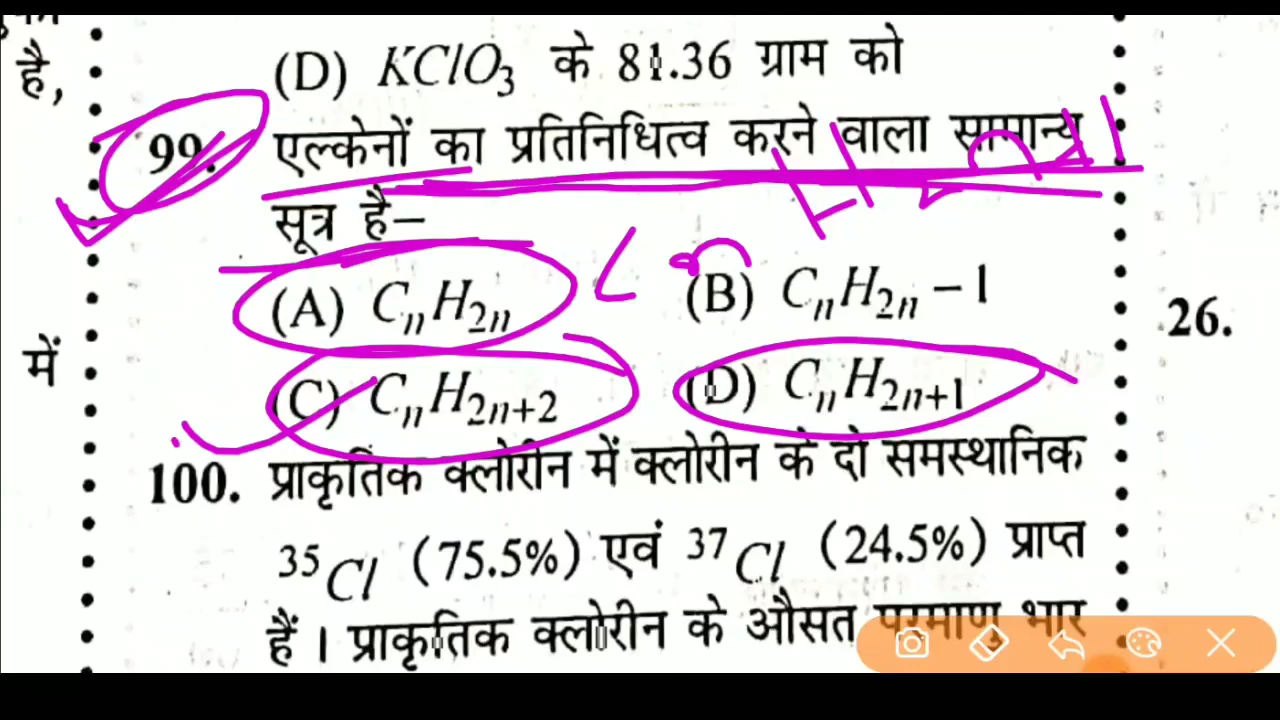 है,
(D) KClO₃ के 81.36 ग्राम को
99. एल्केनों का प्रतिनिधित्व करने वाला सामान्य
सूत्र है–
(A) CₙH₂ₙ
(B) CₙH₂ₙ – 1
में
26.
(C) CₙH₂ₙ₊₂
(D) CₙH₂ₙ₊₁
100. प्राकृतिक क्लोरीन में क्लोरीन के दो समस्थानिक
³⁵Cl (75.5%) एवं ³⁷Cl (24.5%) प्राप्त
हैं । प्राकृतिक क्लोरीन के औसत परमाणु भार